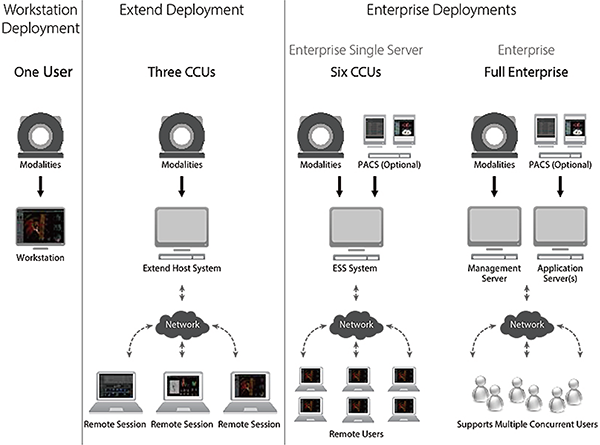 Workstation
Deployment
One User
Modalities
Workstation
Extend Deployment
Three CCUs
Modalities
Extend Host System
Network
Remote Session
Remote Session
Remote Session
Enterprise Deployments
Enterprise Single Server
Six CCUs
Modalities
PACS (Optional)
ESS System
Network
Remote Users
Enterprise
Full Enterprise
Modalities
PACS (Optional)
Management
Server
Application
Server(s)
Network
Supports Multiple Concurrent Users